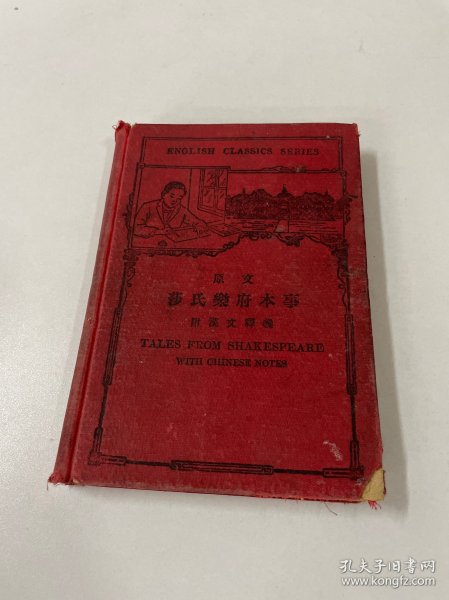 ENGLISH CLASSICS SERIES
原文
莎氏樂府本事
附漢文釋義
TALES FROM SHAKESPEARE
WITH CHINESE NOTES
孔夫子旧书网
www.kongfz.com